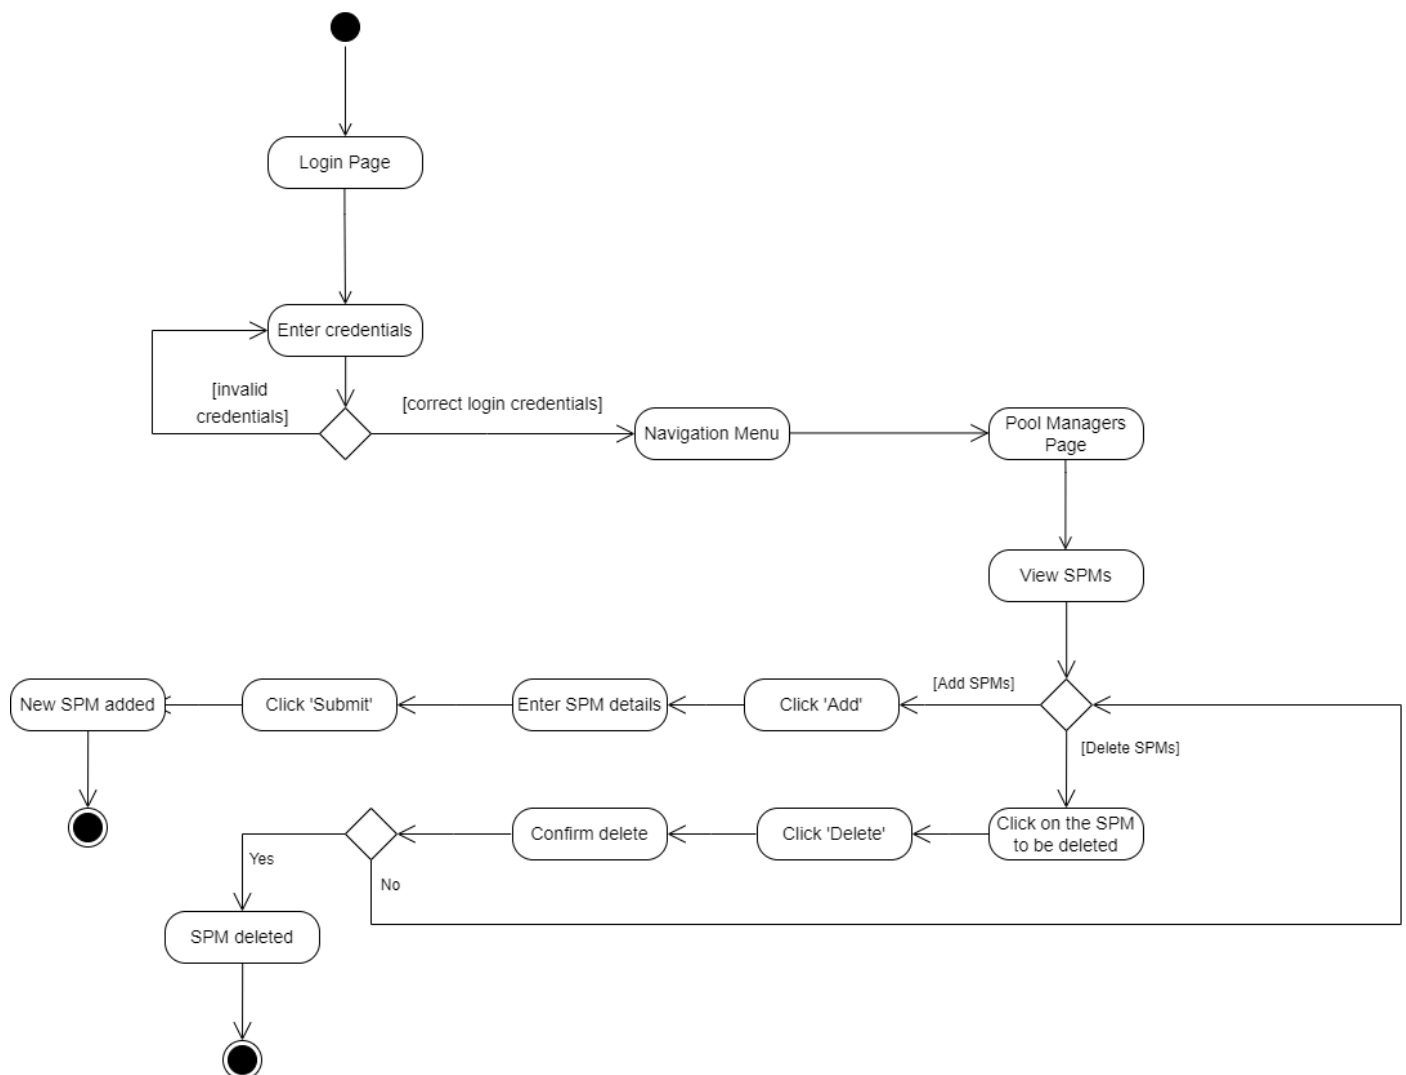 Login Page
Enter credentials
[invalid
credentials]
[correct login credentials]
Navigation Menu
Pool Managers
Page
View SPMs
[Add SPMs]
New SPM added
Click 'Submit'
Enter SPM details
Click 'Add'
[Delete SPMs]
Confirm delete
Click 'Delete'
Click on the SPM
to be deleted
Yes
No
SPM deleted